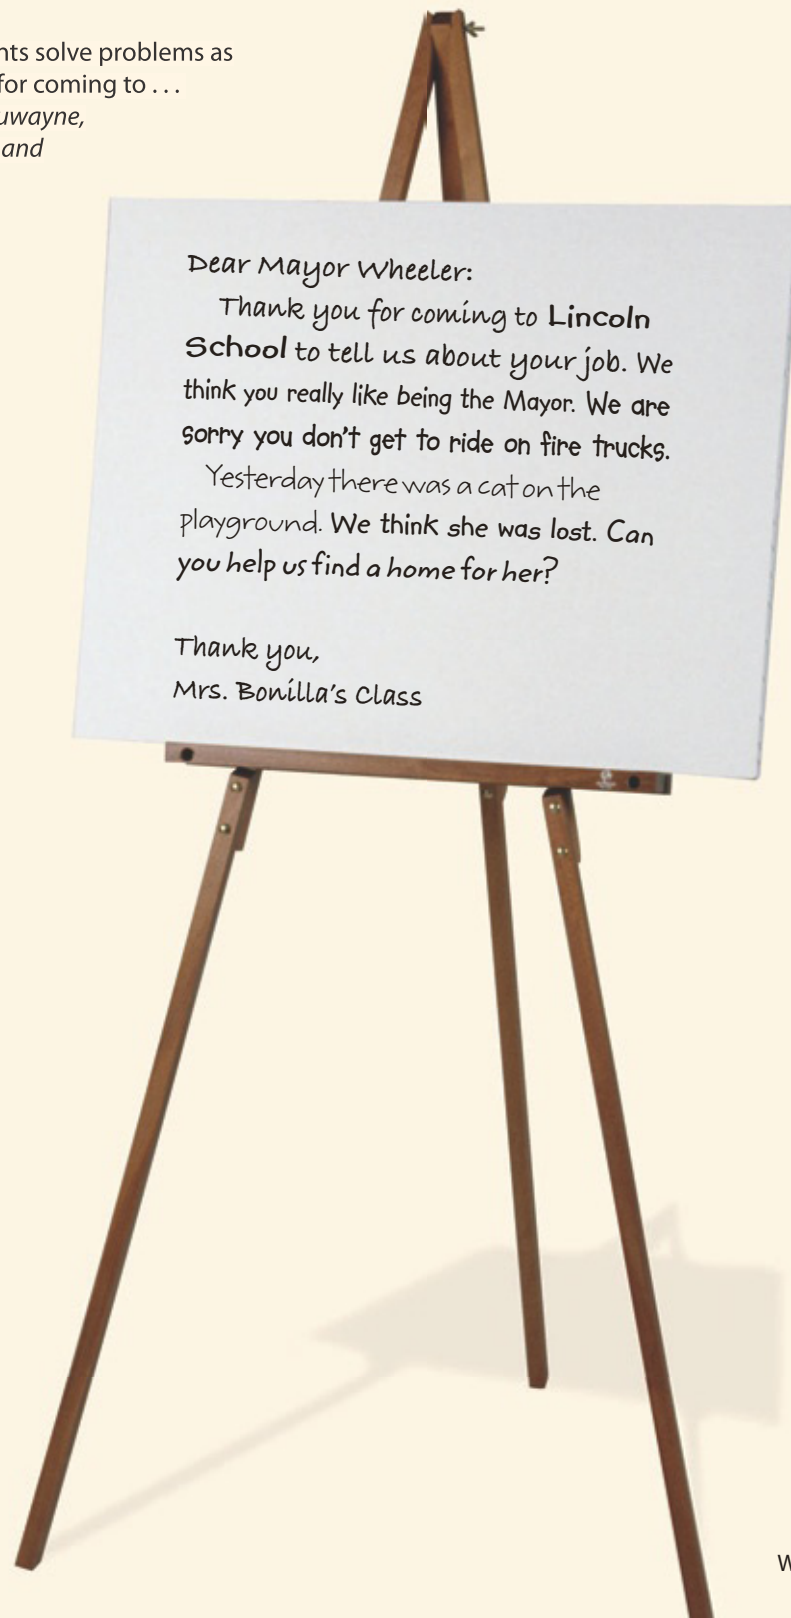 nts solve problems as
for coming to . . .
uwayne,
and
Dear Mayor Wheeler:
Thank you for coming to Lincoln
School to tell us about your job. We
think you really like being the Mayor. We are
sorry you don't get to ride on fire trucks.
Yesterday there was a cat on the
playground. We think she was lost. Can
you help us find a home for her?
Thank you,
Mrs. Bonilla's Class
W